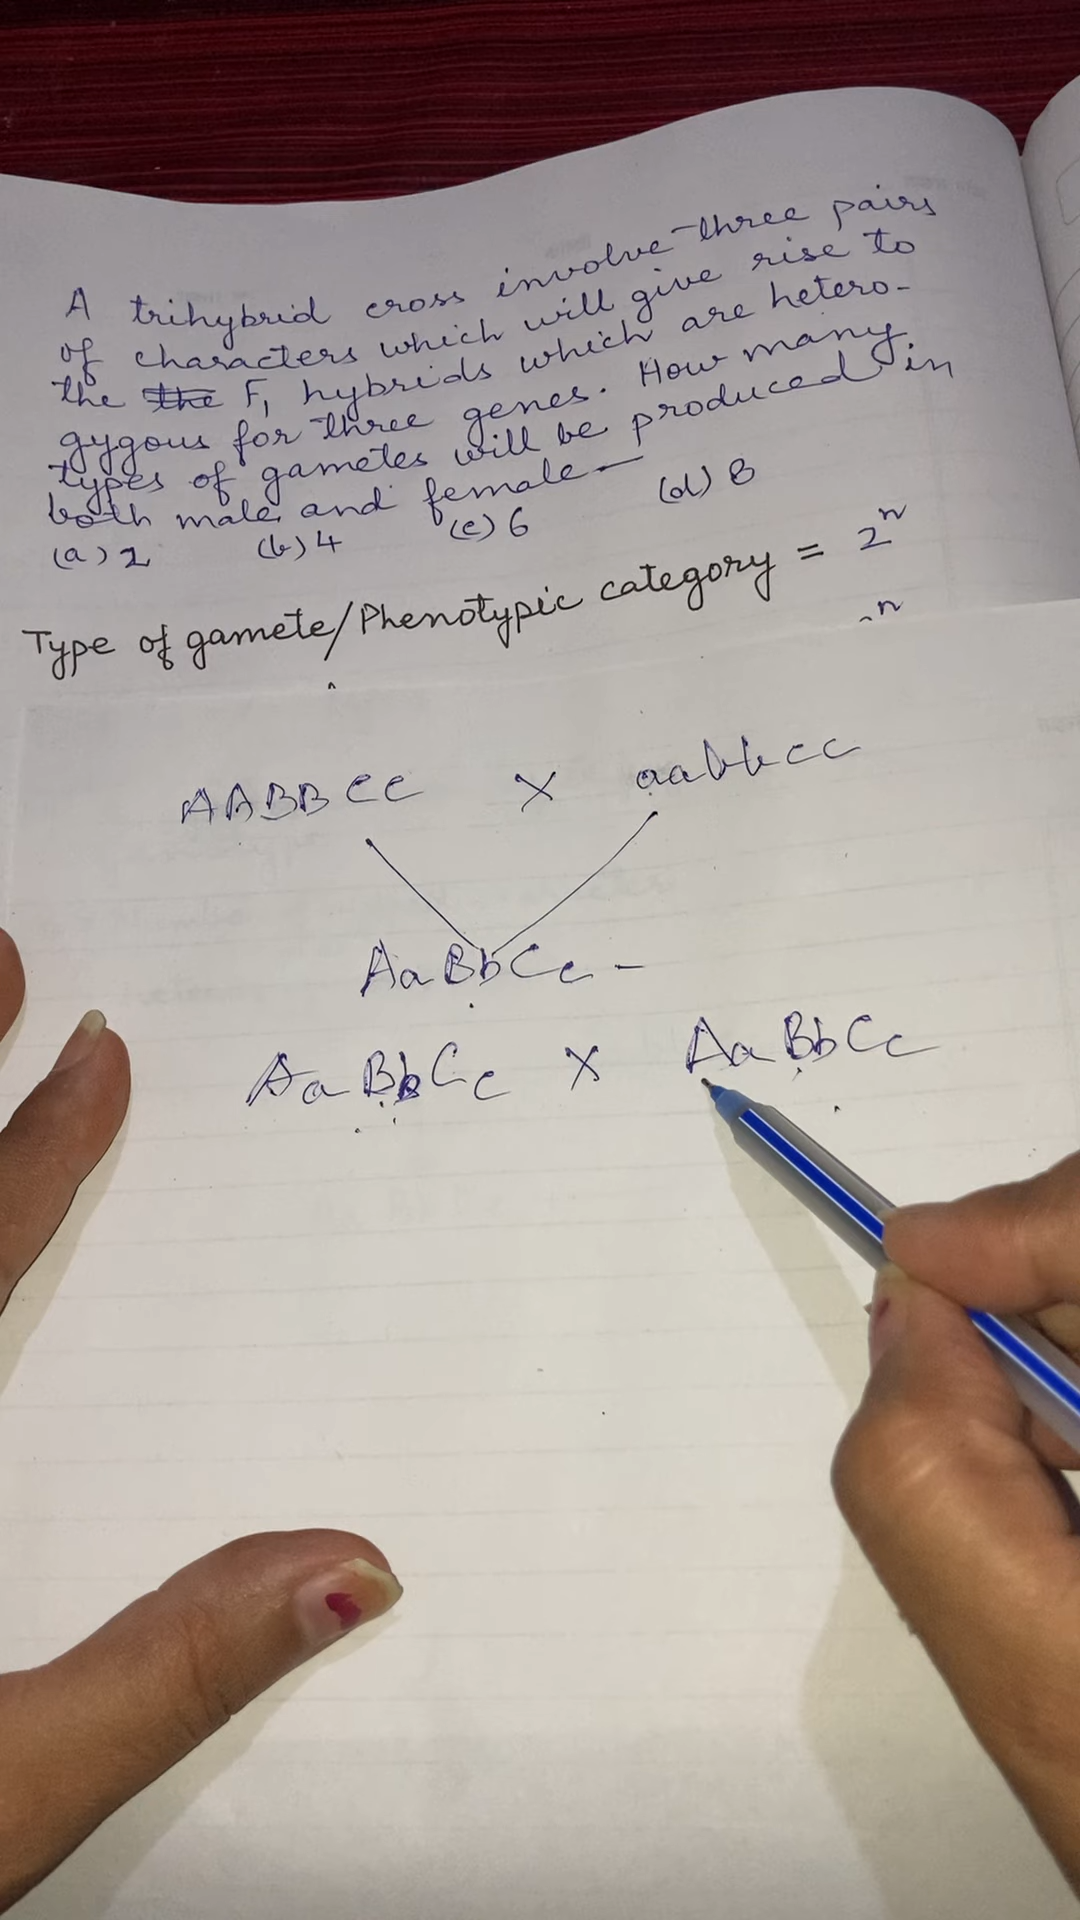 A trihybrid cross involve three pairs
of characters which will give rise to
the the F1 hybrids which are hetero-
gygous for three genes. How many
types of gametes will be produced in
both male and female —
(a) 2 (b) 4 (c) 6 (d) 8
Type of gamete/Phenotypic category = 2^n
n
AABBCC X aabbcc
AaBbCc -
AaBbCc X AaBbCc